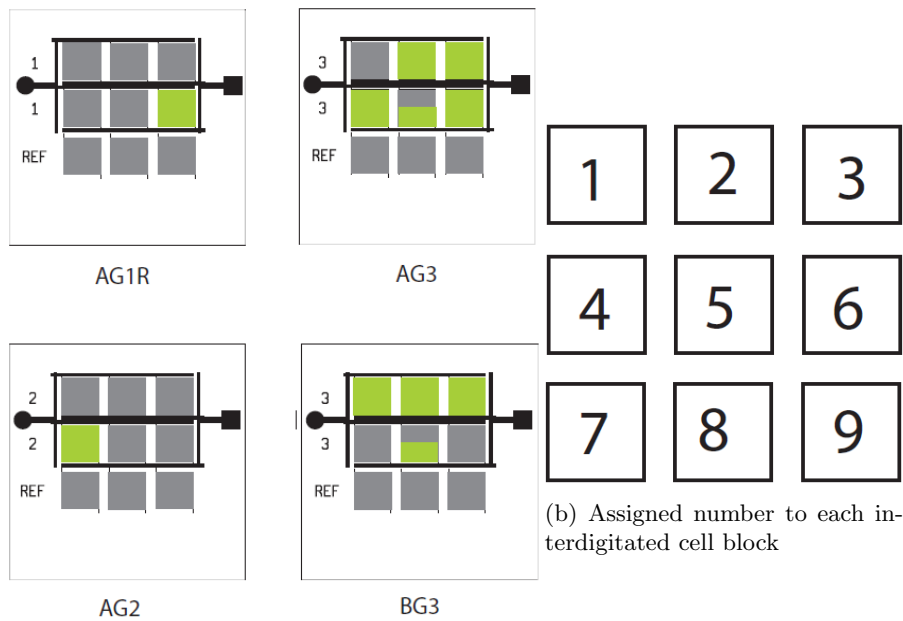 1
1
REF
AG1R
3
3
REF
AG3
2
2
REF
AG2
3
3
REF
BG3
1 2 3
4 5 6
7 8 9
(b) Assigned number to each in-
terdigitated cell block